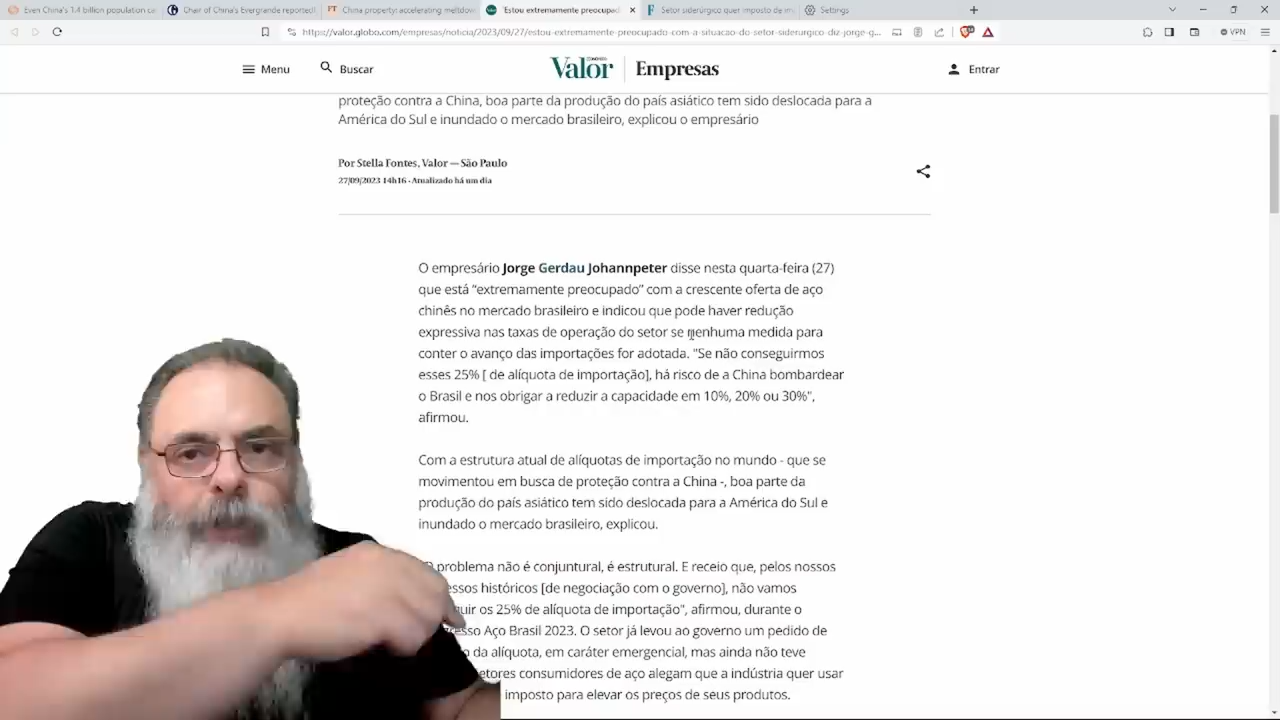 Even China's 1.4 billion population ca
Chair of China's Evergrande reportedl
China property: accelerating meltdow
"Estou extremamente preocupad
Setor siderúrgico quer imposto de im
Settings
https://valor.globo.com/empresas/noticia/2023/09/27/estou-extremamente-preocupado-com-a-situacao-do-setor-siderurgico-diz-jorge-g...
VPN
Menu
Buscar
Valor
Empresas
Entrar
proteção contra a China, boa parte da produção do país asiático tem sido deslocada para a
América do Sul e inundado o mercado brasileiro, explicou o empresário
Por Stella Fontes, Valor — São Paulo
27/09/2023 14h16 · Atualizado há um dia
O empresário Jorge Gerdau Johannpeter disse nesta quarta-feira (27)
que está “extremamente preocupado” com a crescente oferta de aço
chinês no mercado brasileiro e indicou que pode haver redução
expressiva nas taxas de operação do setor se nenhuma medida para
conter o avanço das importações for adotada. "Se não conseguirmos
esses 25% [ de alíquota de importação], há risco de a China bombardear
o Brasil e nos obrigar a reduzir a capacidade em 10%, 20% ou 30%",
afirmou.
Com a estrutura atual de alíquotas de importação no mundo - que se
movimentou em busca de proteção contra a China -, boa parte da
produção do país asiático tem sido deslocada para a América do Sul e
inundado o mercado brasileiro, explicou.
problema não é conjuntural, é estrutural. E receio que, pelos nossos
essos históricos [de negociação com o governo], não vamos
uir os 25% de alíquota de importação", afirmou, durante o
esso Aço Brasil 2023. O setor já levou ao governo um pedido de
da alíquota, em caráter emergencial, mas ainda não teve
etores consumidores de aço alegam que a indústria quer usar
imposto para elevar os preços de seus produtos.